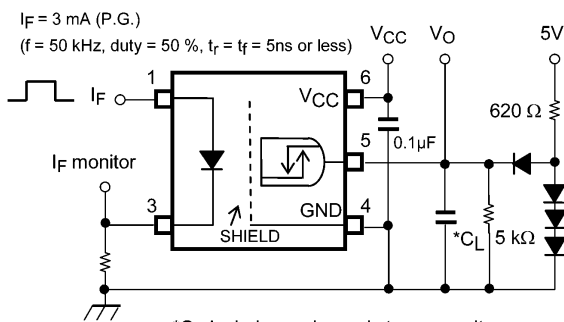 IF = 3 mA (P.G.)
(f = 50 kHz, duty = 50 %, tr = tf = 5ns or less)
VCC
VO
5V
1
6
IF
VCC
620 Ω
5
0.1μF
IF monitor
3
GND
4
SHIELD
*CL
5 kΩ